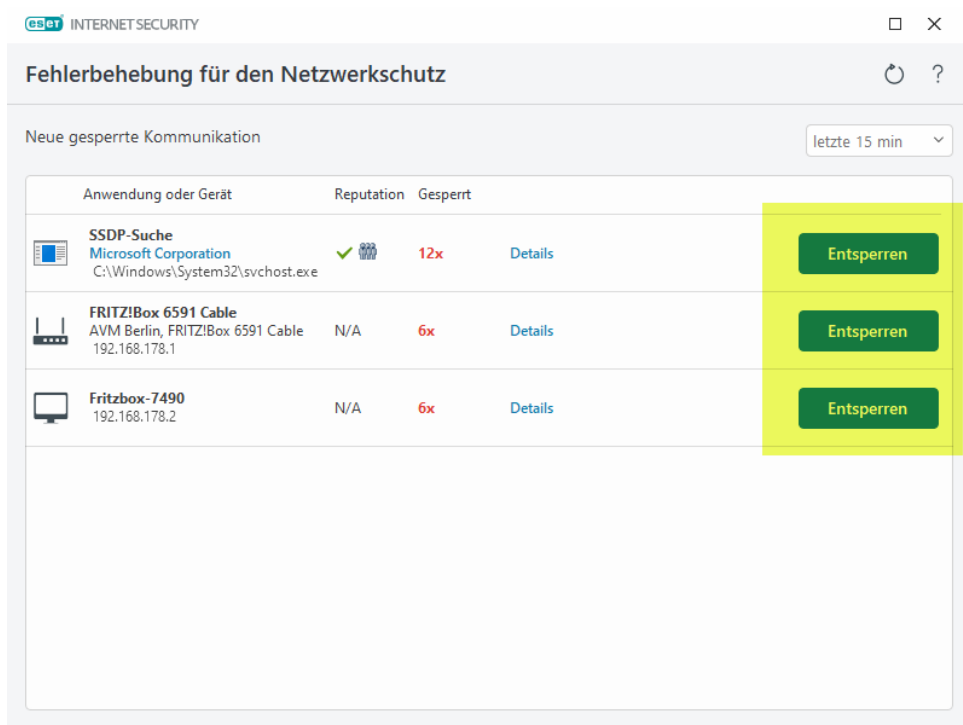 eset INTERNET SECURITY
Fehlerbehebung für den Netzwerkschutz
?
Neue gesperrte Kommunikation
letzte 15 min
Anwendung oder Gerät Reputation Gesperrt
SSDP-Suche
Microsoft Corporation
C:\Windows\System32\svchost.exe
12x Details Entsperren
FRITZ!Box 6591 Cable
AVM Berlin, FRITZ!Box 6591 Cable
192.168.178.1
N/A 6x Details Entsperren
Fritzbox-7490
192.168.178.2
N/A 6x Details Entsperren